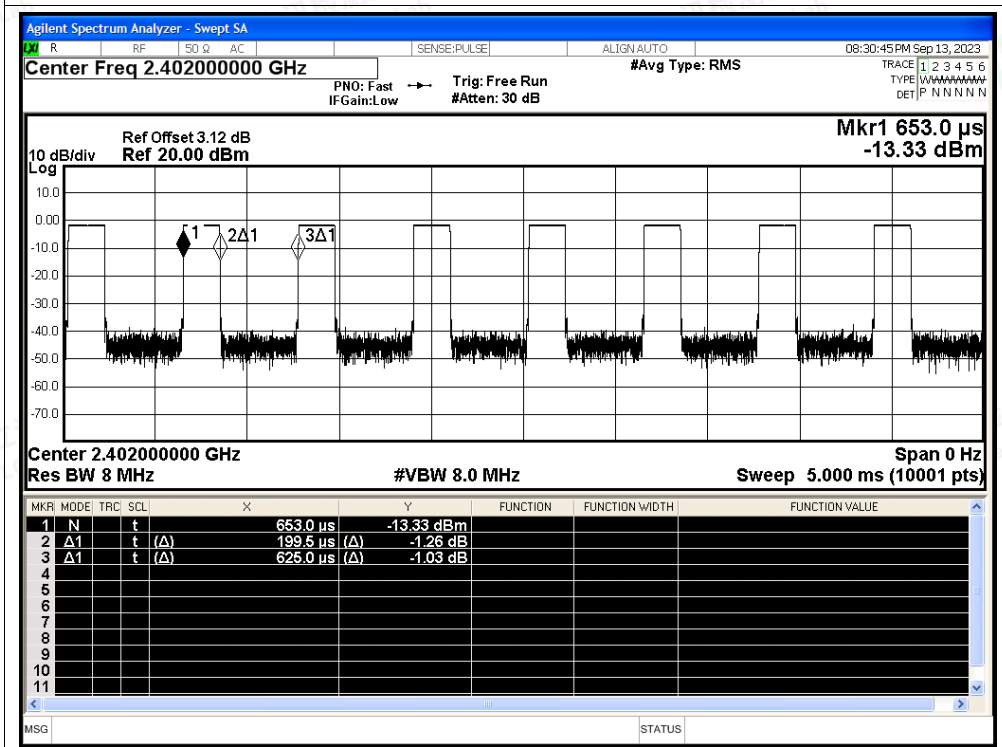 Agilent Spectrum Analyzer - Swept SA
LXI R RF 50 Ω AC SENSE:PULSE ALIGN AUTO 08:30:45 PM Sep 13, 2023
Center Freq 2.402000000 GHz #Avg Type: RMS TRACE 1 2 3 4 5 6
PNO: Fast Trig: Free Run TYPE WWWWWW
IFGain:Low #Atten: 30 dB DET P N N N N N
Mkr1 653.0 µs
-13.33 dBm
Ref Offset 3.12 dB
10 dB/div Ref 20.00 dBm
Log
10.0
0.00
1 2Δ1 3Δ1
-10.0
-20.0
-30.0
-40.0
-50.0
-60.0
-70.0
Center 2.402000000 GHz Span 0 Hz
Res BW 8 MHz #VBW 8.0 MHz Sweep 5.000 ms (10001 pts)
MKR MODE TRC SCL X Y FUNCTION FUNCTION WIDTH FUNCTION VALUE
1 N t 653.0 µs -13.33 dBm
2 Δ1 t (Δ) 199.5 µs (Δ) -1.26 dB
3 Δ1 t (Δ) 625.0 µs (Δ) -1.03 dB
4
5
6
7
8
9
10
11
MSG STATUS